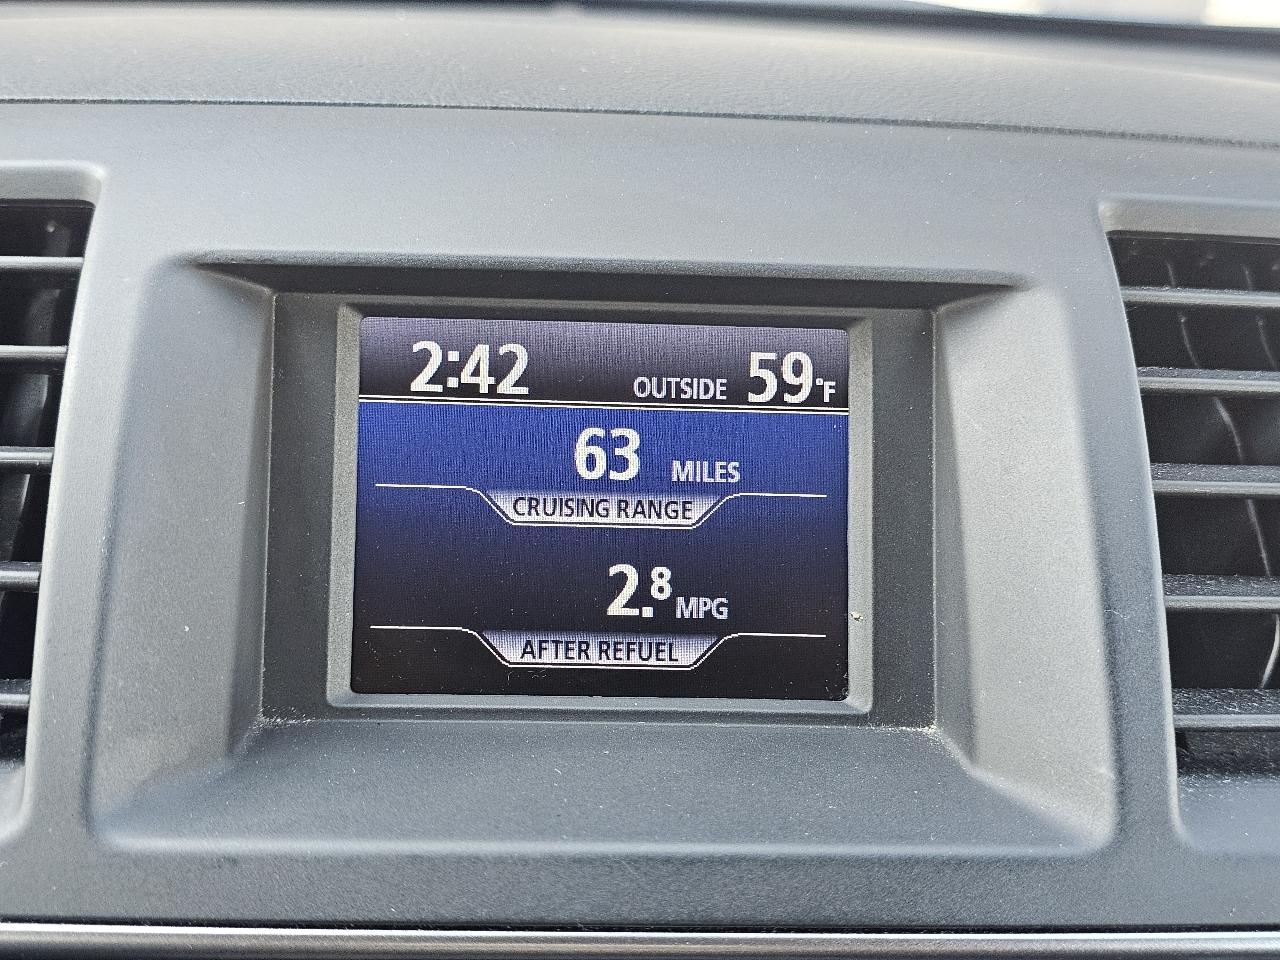 2:42 OUTSIDE 59°F
63 MILES
CRUISING RANGE
2.8 MPG
AFTER REFUEL